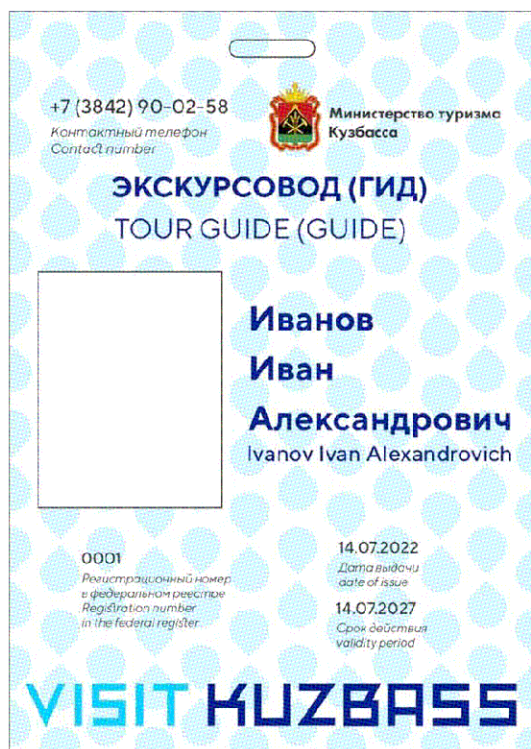 +7 (3842) 90-02-58
Контактный телефон
Contact number
Министерство туризма
Кузбасса
ЭКСКУРСОВОД (ГИД)
TOUR GUIDE (GUIDE)
Иванов
Иван
Александрович
Ivanov Ivan Alexandrovich
0001
Регистрационный номер
в федеральном реестре
Registration number
in the federal register
14.07.2022
Дата выдачи
date of issue
14.07.2027
Срок действия
validity period
VISIT KUZBASS